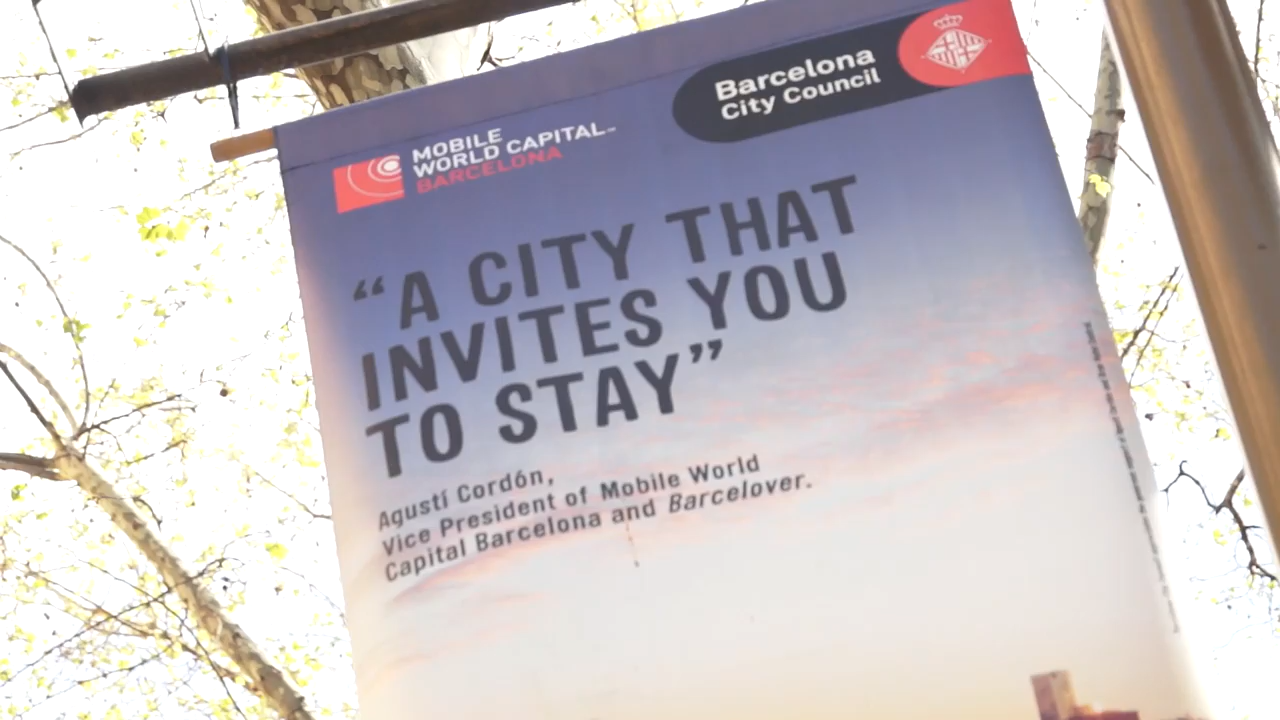 MOBILE
WORLD CAPITAL™
BARCELONA
Barcelona
City Council
“A CITY THAT
INVITES YOU
TO STAY”
Agustí Cordón,
Vice President of Mobile World
Capital Barcelona and Barcelover.